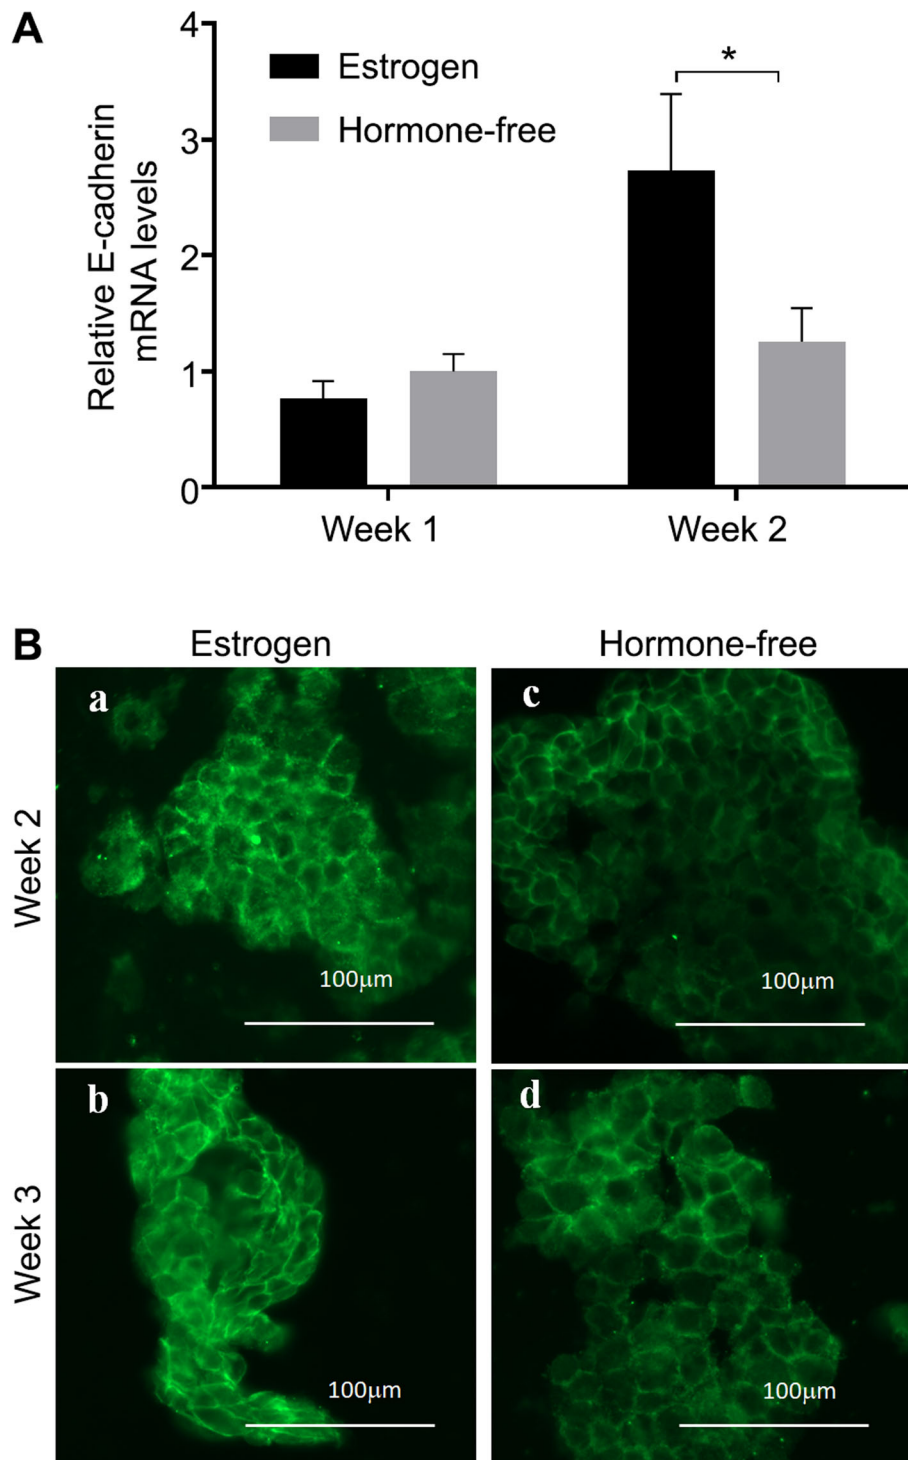 A
4
3
2
1
0
Relative E-cadherin
mRNA levels
Estrogen
Hormone-free
*
Week 1
Week 2
B
Estrogen
Hormone-free
Week 2
a
100μm
c
100μm
Week 3
b
100μm
d
100μm